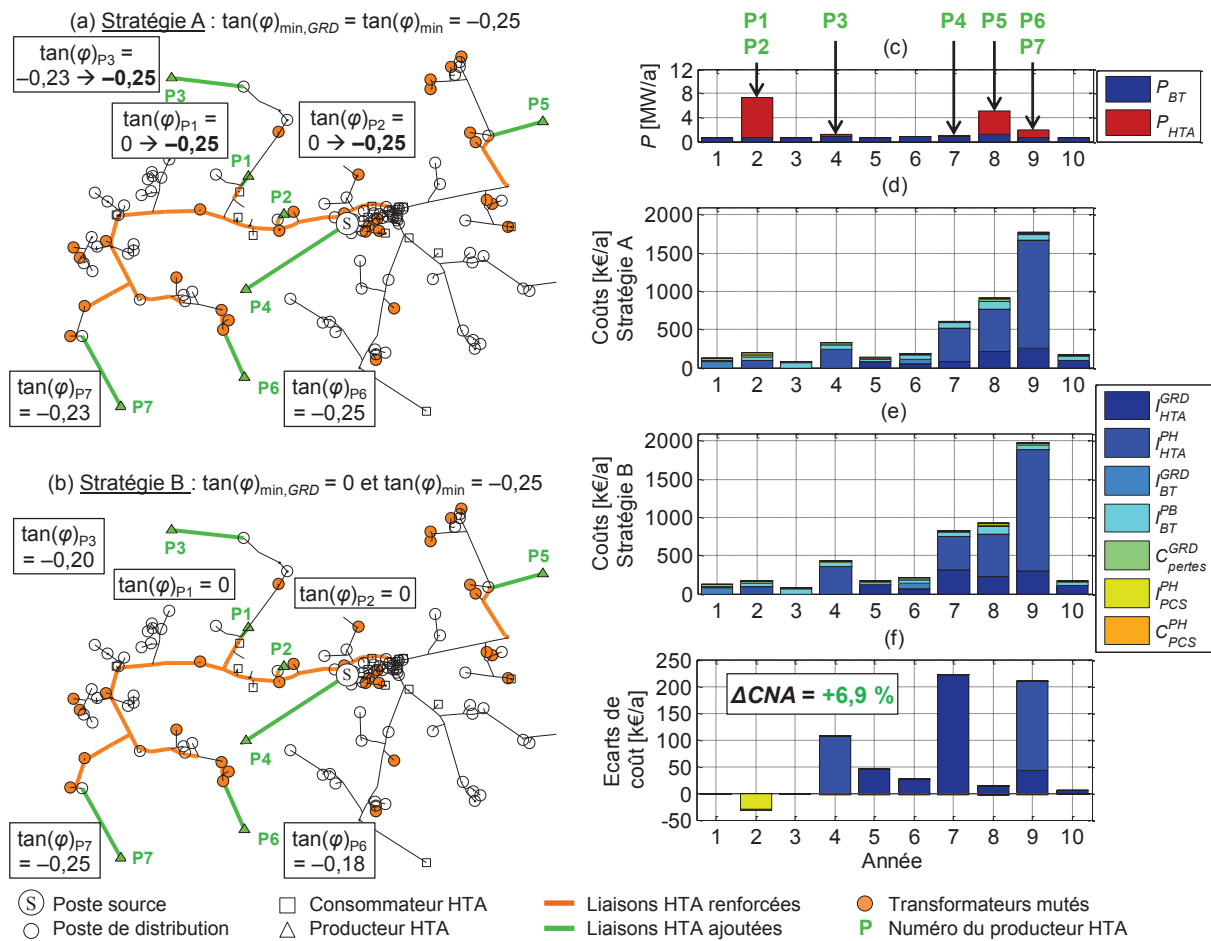 (a) Stratégie A : tan(φ)min,GRD = tan(φ)min = –0,25
tan(φ)P3 =
–0,23 → –0,25
P3
tan(φ)P1 =
0 → –0,25
tan(φ)P2 =
0 → –0,25
P5
P1
P2
S
P4
P6
P7
tan(φ)P7
= –0,23
tan(φ)P6
= –0,25
(b) Stratégie B : tan(φ)min,GRD = 0 et tan(φ)min = –0,25
tan(φ)P3
= –0,20
P3
tan(φ)P1 = 0
tan(φ)P2 = 0
P5
P1
P2
S
P4
P6
P7
tan(φ)P7
= –0,25
tan(φ)P6
= –0,18
P1 P3 P4 P5 P6
P2 P7
(c)
P [MW/a]
12
8
4
0
1 2 3 4 5 6 7 8 9 10
PBT
PHTA
(d)
Coûts [k€/a]
Stratégie A
2000
1500
1000
500
0
1 2 3 4 5 6 7 8 9 10
(e)
Coûts [k€/a]
Stratégie B
2000
1500
1000
500
0
1 2 3 4 5 6 7 8 9 10
I HTA GRD
I HTA PH
I BT GRD
I BT PB
C pertes GRD
I PCS PH
C PCS PH
(f)
Ecarts de
coût [k€/a]
250
200
150
100
50
0
-50
ΔCNA = +6,9 %
1 2 3 4 5 6 7 8 9 10
Année
S Poste source
Poste de distribution
Consommateur HTA
Producteur HTA
Liaisons HTA renforcées
Liaisons HTA ajoutées
Transformateurs mutés
P Numéro du producteur HTA